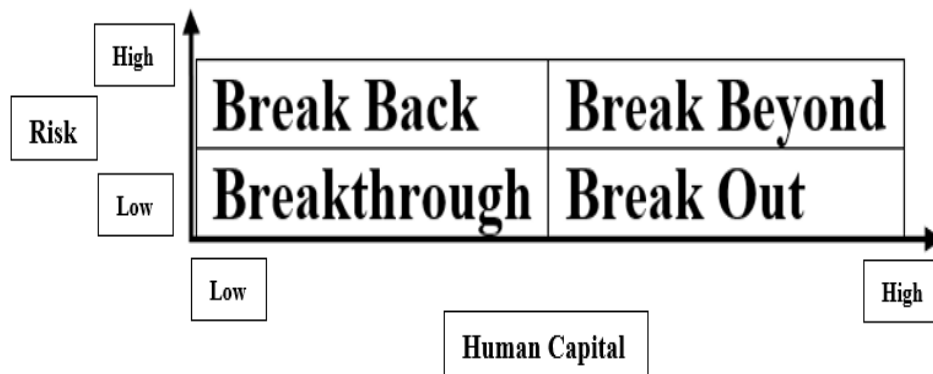 High
Break Back Break Beyond
Risk
Low
Breakthrough Break Out
Low
High
Human Capital